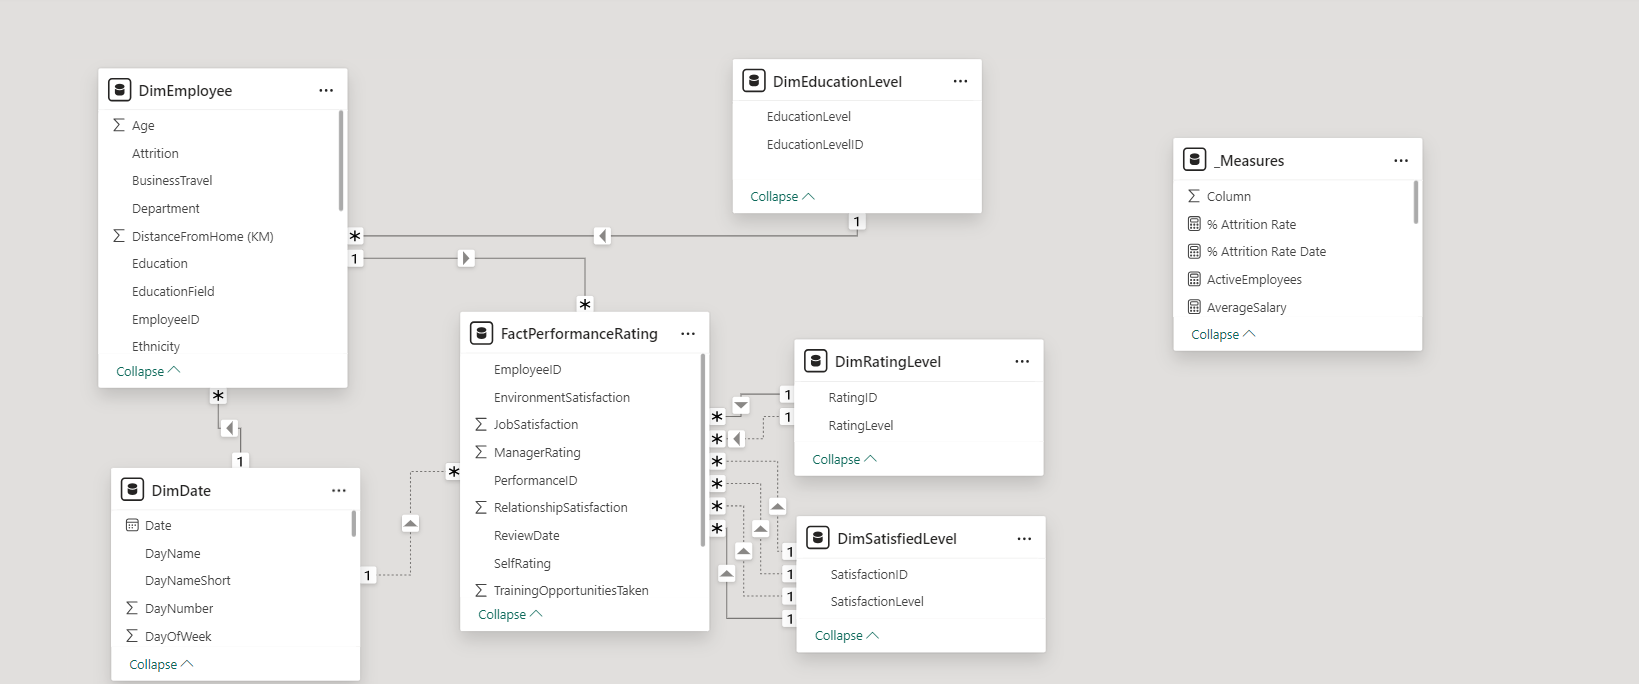 DimEmployee
Age
Attrition
BusinessTravel
Department
DistanceFromHome (KM)
Education
EducationField
EmployeeID
Ethnicity
Collapse
DimEducationLevel
EducationLevel
EducationLevelID
Collapse
_Measures
Column
% Attrition Rate
% Attrition Rate Date
ActiveEmployees
AverageSalary
Collapse
*
1
1
*
*
1
FactPerformanceRating
EmployeeID
EnvironmentSatisfaction
JobSatisfaction
ManagerRating
PerformanceID
RelationshipSatisfaction
ReviewDate
SelfRating
TrainingOpportunitiesTaken
Collapse
DimRatingLevel
RatingID
RatingLevel
Collapse
*
*
*
*
*
*
1
1
DimDate
Date
DayName
DayNameShort
DayNumber
DayOfWeek
Collapse
*
1
DimSatisfiedLevel
SatisfactionID
SatisfactionLevel
Collapse
1
1
1
1